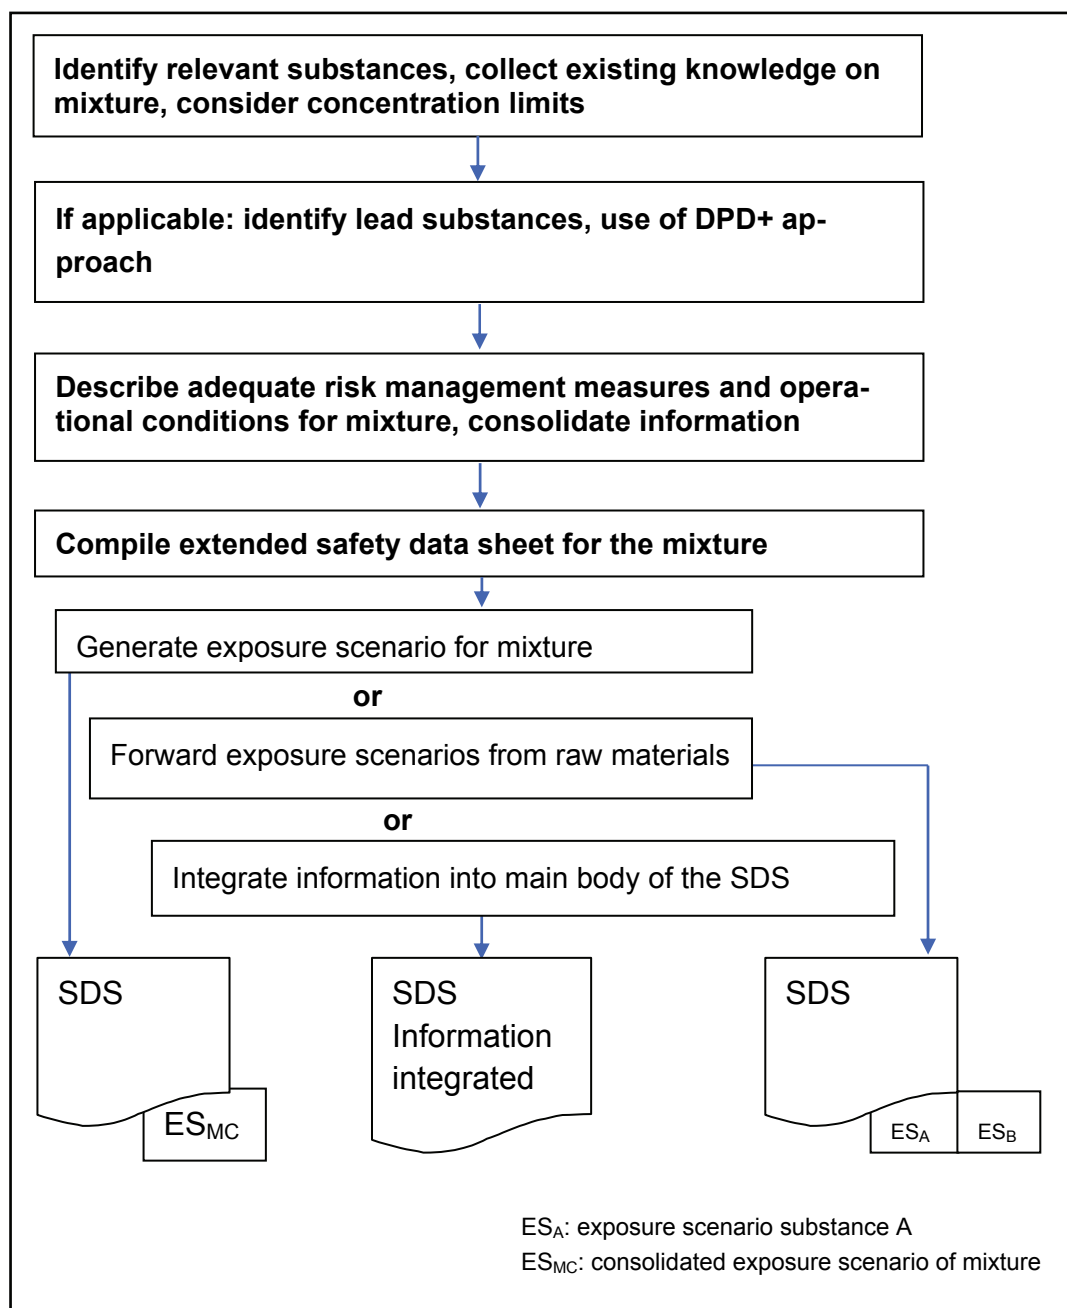 Identify relevant substances, collect existing knowledge on
mixture, consider concentration limits
If applicable: identify lead substances, use of DPD+ ap-
proach
Describe adequate risk management measures and opera-
tional conditions for mixture, consolidate information
Compile extended safety data sheet for the mixture
Generate exposure scenario for mixture
or
Forward exposure scenarios from raw materials
or
Integrate information into main body of the SDS
SDS
ESMC
SDS
Information
integrated
SDS
ESA
ESB
ESA: exposure scenario substance A
ESMC: consolidated exposure scenario of mixture